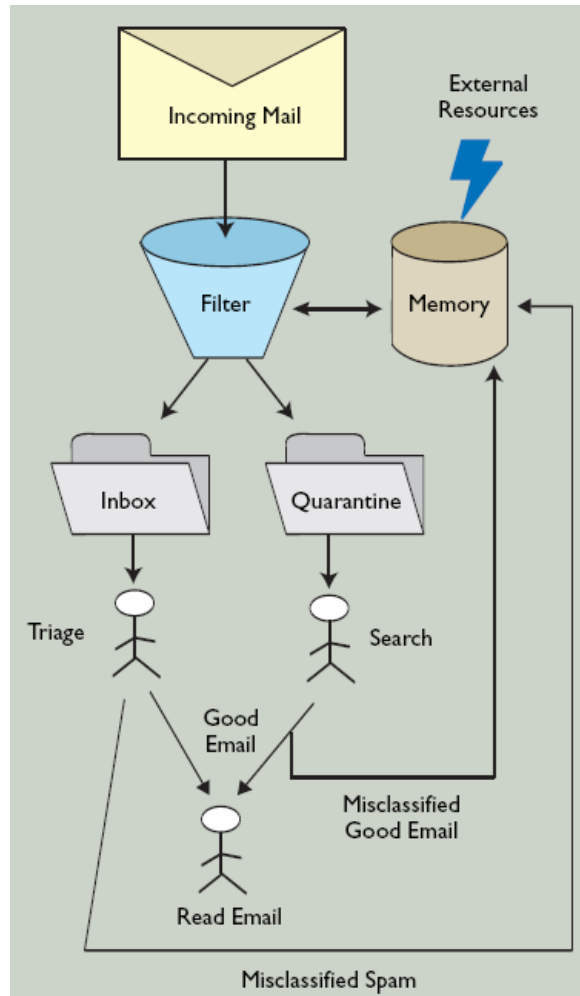 Incoming Mail
External
Resources
Filter
Memory
Inbox
Quarantine
Triage
Search
Good
Email
Misclassified
Good Email
Read Email
Misclassified Spam